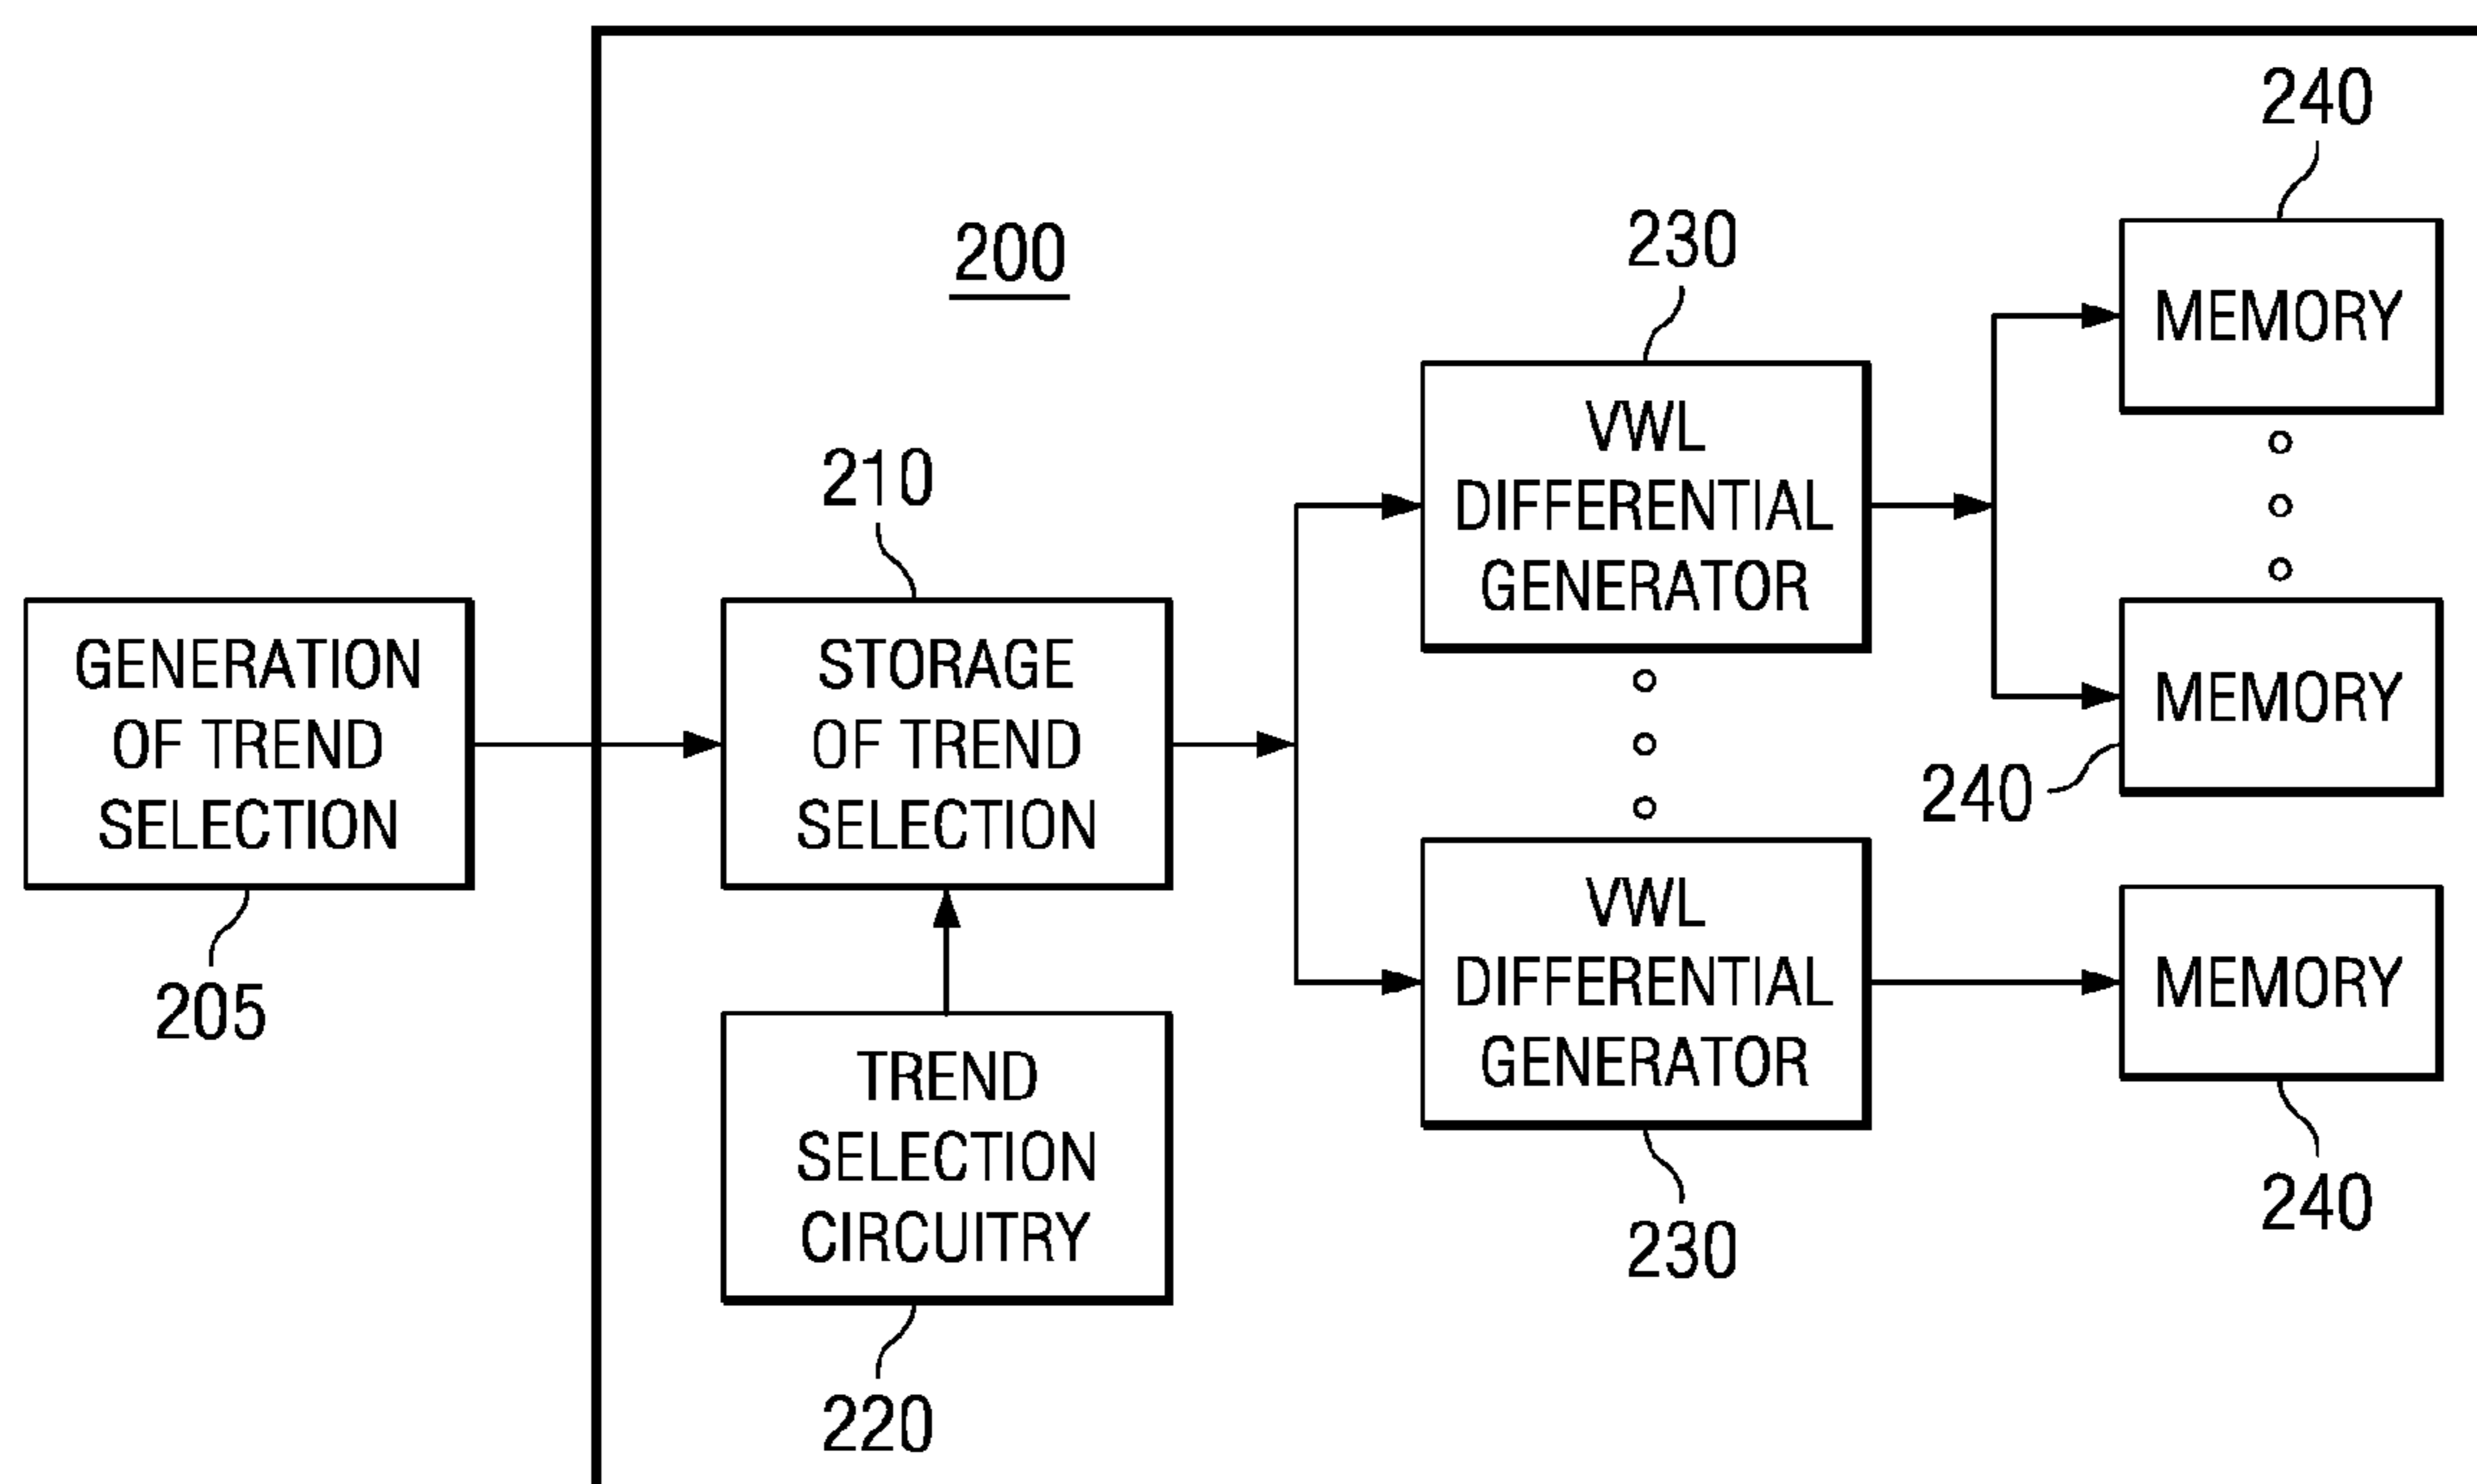 240
200
230
MEMORY
VWL
DIFFERENTIAL
GENERATOR
210
GENERATION
OF TREND
SELECTION
STORAGE
OF TREND
SELECTION
MEMORY
240
205
VWL
DIFFERENTIAL
GENERATOR
MEMORY
TREND
SELECTION
CIRCUITRY
230
240
220